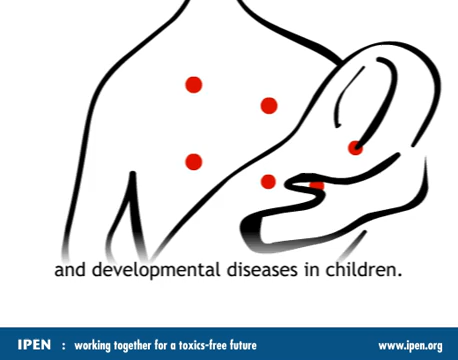 and developmental diseases in children.
IPEN : working together for a toxics-free future www.ipen.org